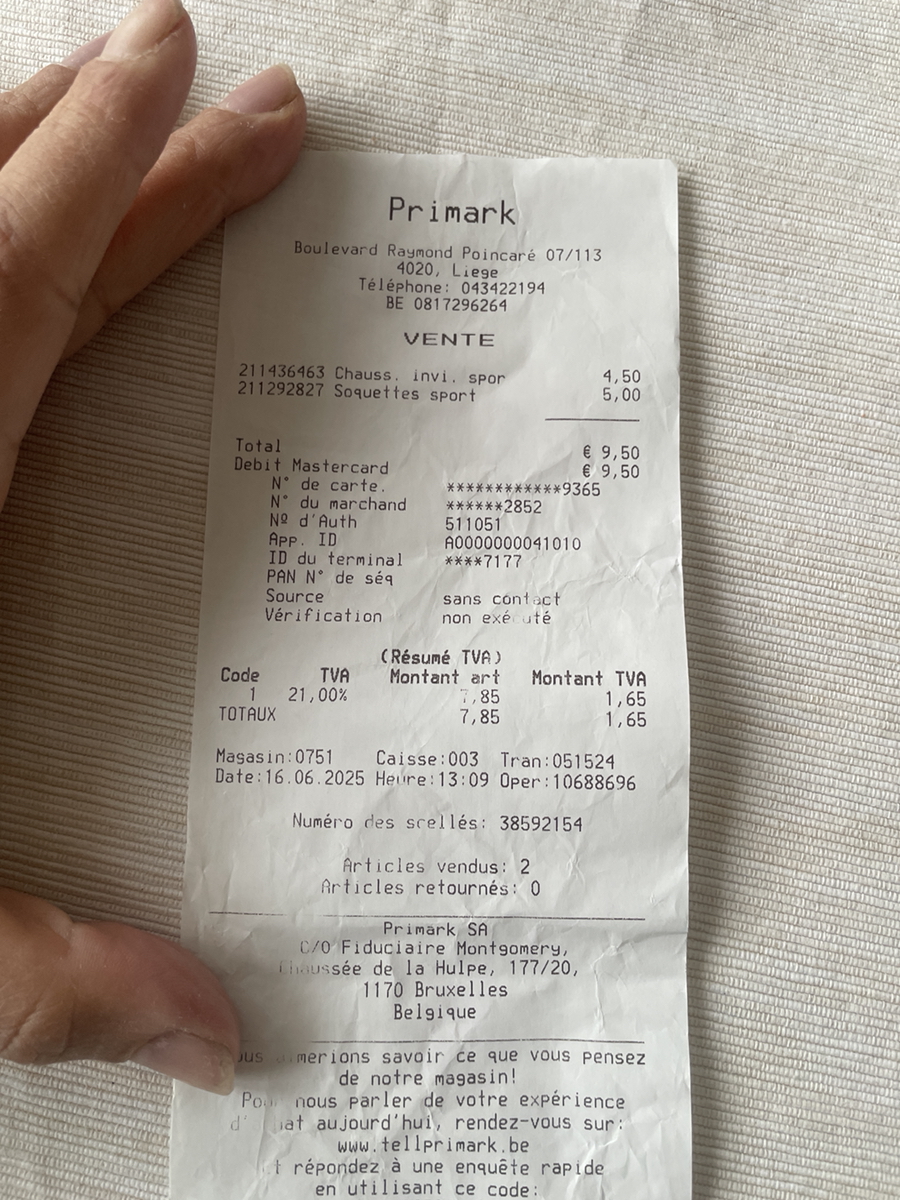 Primark
Boulevard Raymond Poincaré 07/113
4020, Liege
Téléphone: 043422194
BE 0817296264
VENTE
211436463 Chauss. invi. spor 4,50
211292827 Soquettes sport 5,00
Total € 9,50
Debit Mastercard € 9,50
N° de carte. ************9365
N° du marchand ******2852
Nº d'Auth 511051
App. ID A0000000041010
ID du terminal ****7177
PAN N° de séq
Source sans contact
Vérification non exécuté
(Résumé TVA)
Code TVA Montant art Montant TVA
1 21,00% 7,85 1,65
TOTAUX 7,85 1,65
Magasin:0751 Caisse:003 Tran:051524
Date:16.06.2025 Heure:13:09 Oper:10688696
Numéro des scellés: 38592154
Articles vendus: 2
Articles retournés: 0
Primark SA
C/O Fiduciaire Montgomery,
Chaussée de la Hulpe, 177/20,
1170 Bruxelles
Belgique
savoir ce que vous pensez
de notre magasin!
Pour nous parler de votre expérience
aujourd'hui, rendez-vous sur:
www.tellprimark.be
répondez à une enquête rapide
en utilisant ce code: